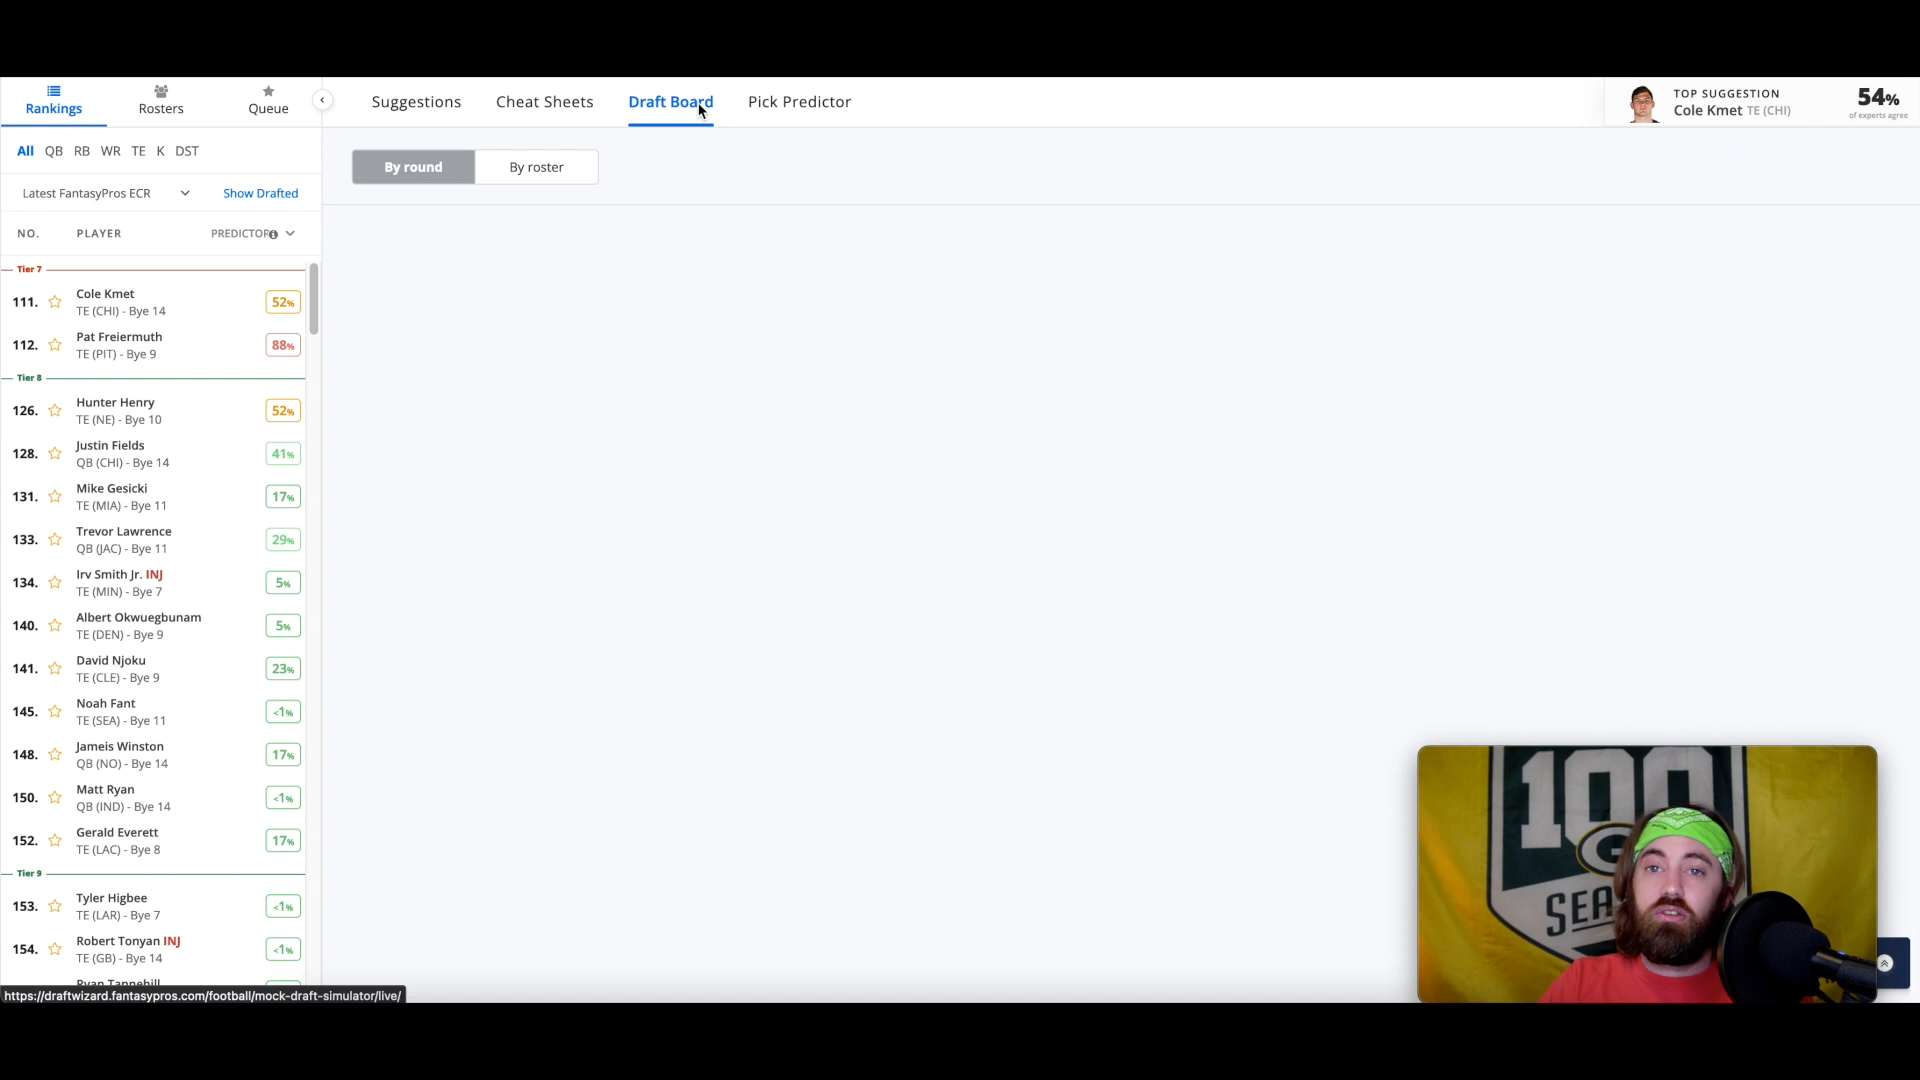 Rankings
Rosters
Queue
Suggestions
Cheat Sheets
Draft Board
Pick Predictor
TOP SUGGESTION
Cole Kmet TE (CHI)
54%
of experts agree
All QB RB WR TE K DST
By round
By roster
Latest FantasyPros ECR
Show Drafted
NO. PLAYER PREDICTOR
Tier 7
111. Cole Kmet 52%
TE (CHI) - Bye 14
112. Pat Freiermuth 88%
TE (PIT) - Bye 9
Tier 8
126. Hunter Henry 52%
TE (NE) - Bye 10
128. Justin Fields 41%
QB (CHI) - Bye 14
131. Mike Gesicki 17%
TE (MIA) - Bye 11
133. Trevor Lawrence 29%
QB (JAC) - Bye 11
134. Irv Smith Jr. INJ 5%
TE (MIN) - Bye 7
140. Albert Okwuegbunam 5%
TE (DEN) - Bye 9
141. David Njoku 23%
TE (CLE) - Bye 9
145. Noah Fant <1%
TE (SEA) - Bye 11
148. Jameis Winston 17%
QB (NO) - Bye 14
150. Matt Ryan <1%
QB (IND) - Bye 14
152. Gerald Everett 17%
TE (LAC) - Bye 8
Tier 9
153. Tyler Higbee <1%
TE (LAR) - Bye 7
154. Robert Tonyan INJ <1%
TE (GB) - Bye 14
Ryan Tannehill
https://draftwizard.fantasypros.com/football/mock-draft-simulator/live/
100
G
SEA